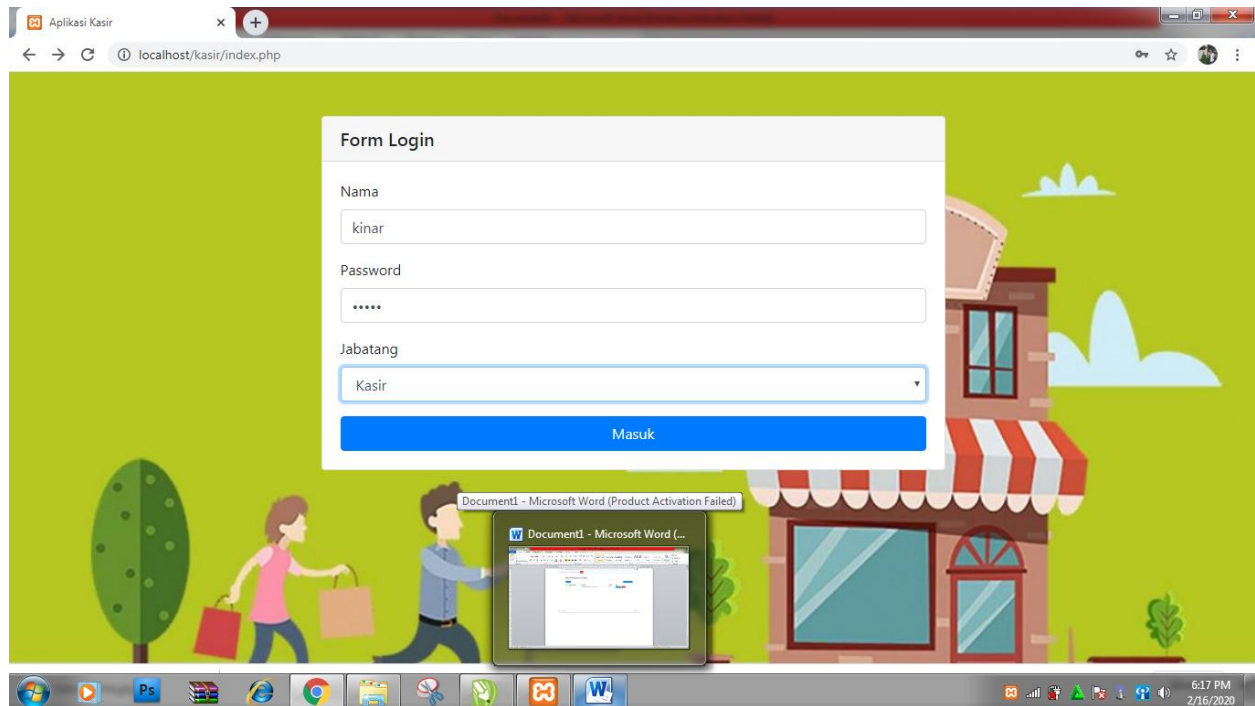 Aplikasi Kasir
localhost/kasir/index.php
Form Login
Nama
kinar
Password
•••••
Jabatang
Kasir
Masuk
Document1 - Microsoft Word (Product Activation Failed)
Document1 - Microsoft Word (...
Ps
6:17 PM
2/16/2020